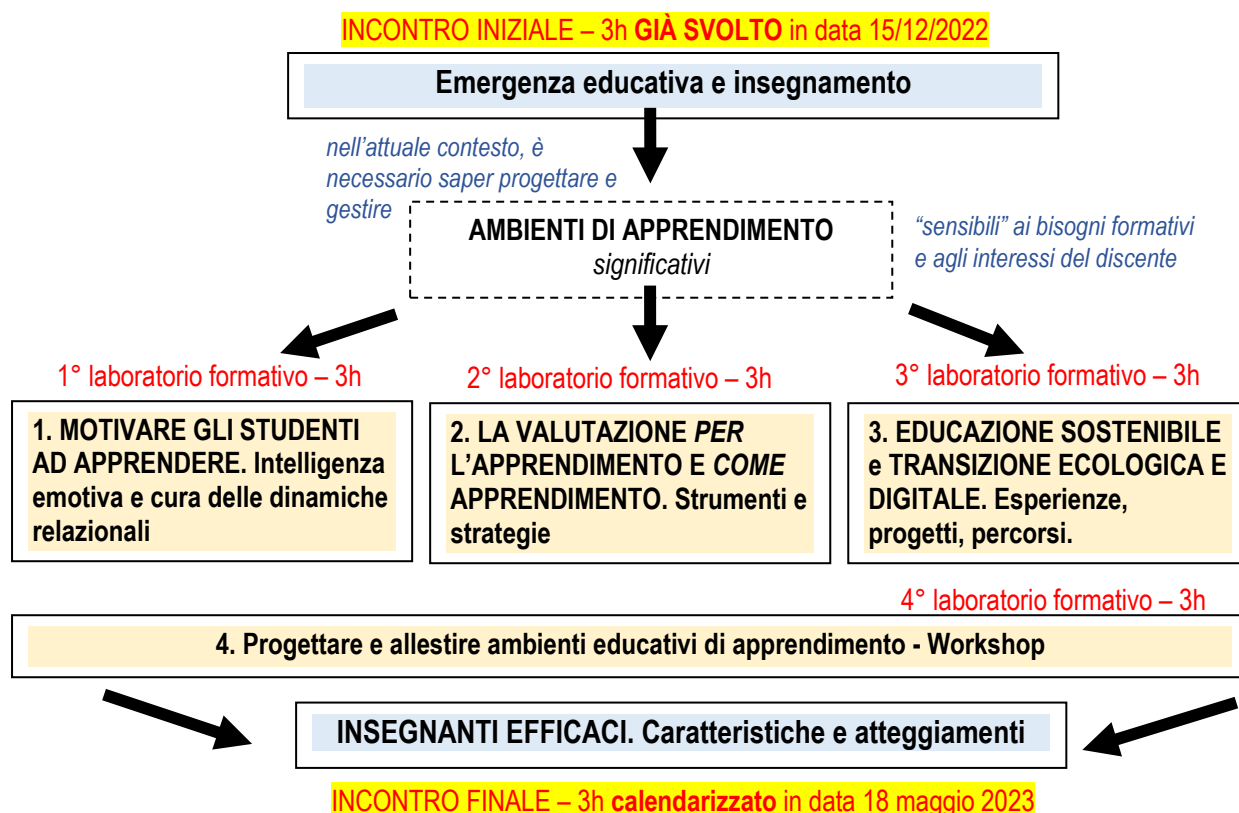 INCONTRO INIZIALE – 3h GIÀ SVOLTO in data 15/12/2022
Emergenza educativa e insegnamento
nell’attuale contesto, è
necessario saper progettare e
gestire
AMBIENTI DI APPRENDIMENTO
significativi
“sensibili” ai bisogni formativi
e agli interessi del discente
1° laboratorio formativo – 3h
1. MOTIVARE GLI STUDENTI
AD APPRENDERE. Intelligenza
emotiva e cura delle dinamiche
relazionali
2° laboratorio formativo – 3h
2. LA VALUTAZIONE PER
L’APPRENDIMENTO E COME
APPRENDIMENTO. Strumenti e
strategie
3° laboratorio formativo – 3h
3. EDUCAZIONE SOSTENIBILE
e TRANSIZIONE ECOLOGICA E
DIGITALE. Esperienze,
progetti, percorsi.
4° laboratorio formativo – 3h
4. Progettare e allestire ambienti educativi di apprendimento - Workshop
INSEGNANTI EFFICACI. Caratteristiche e atteggiamenti
INCONTRO FINALE – 3h calendarizzato in data 18 maggio 2023